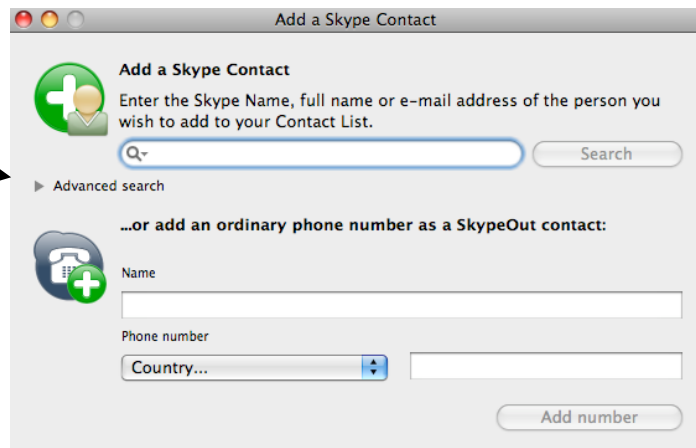 Add a Skype Contact
Add a Skype Contact
Enter the Skype Name, full name or e-mail address of the person you
wish to add to your Contact List.
Search
Advanced search
...or add an ordinary phone number as a SkypeOut contact:
Name
Phone number
Country...
Add number